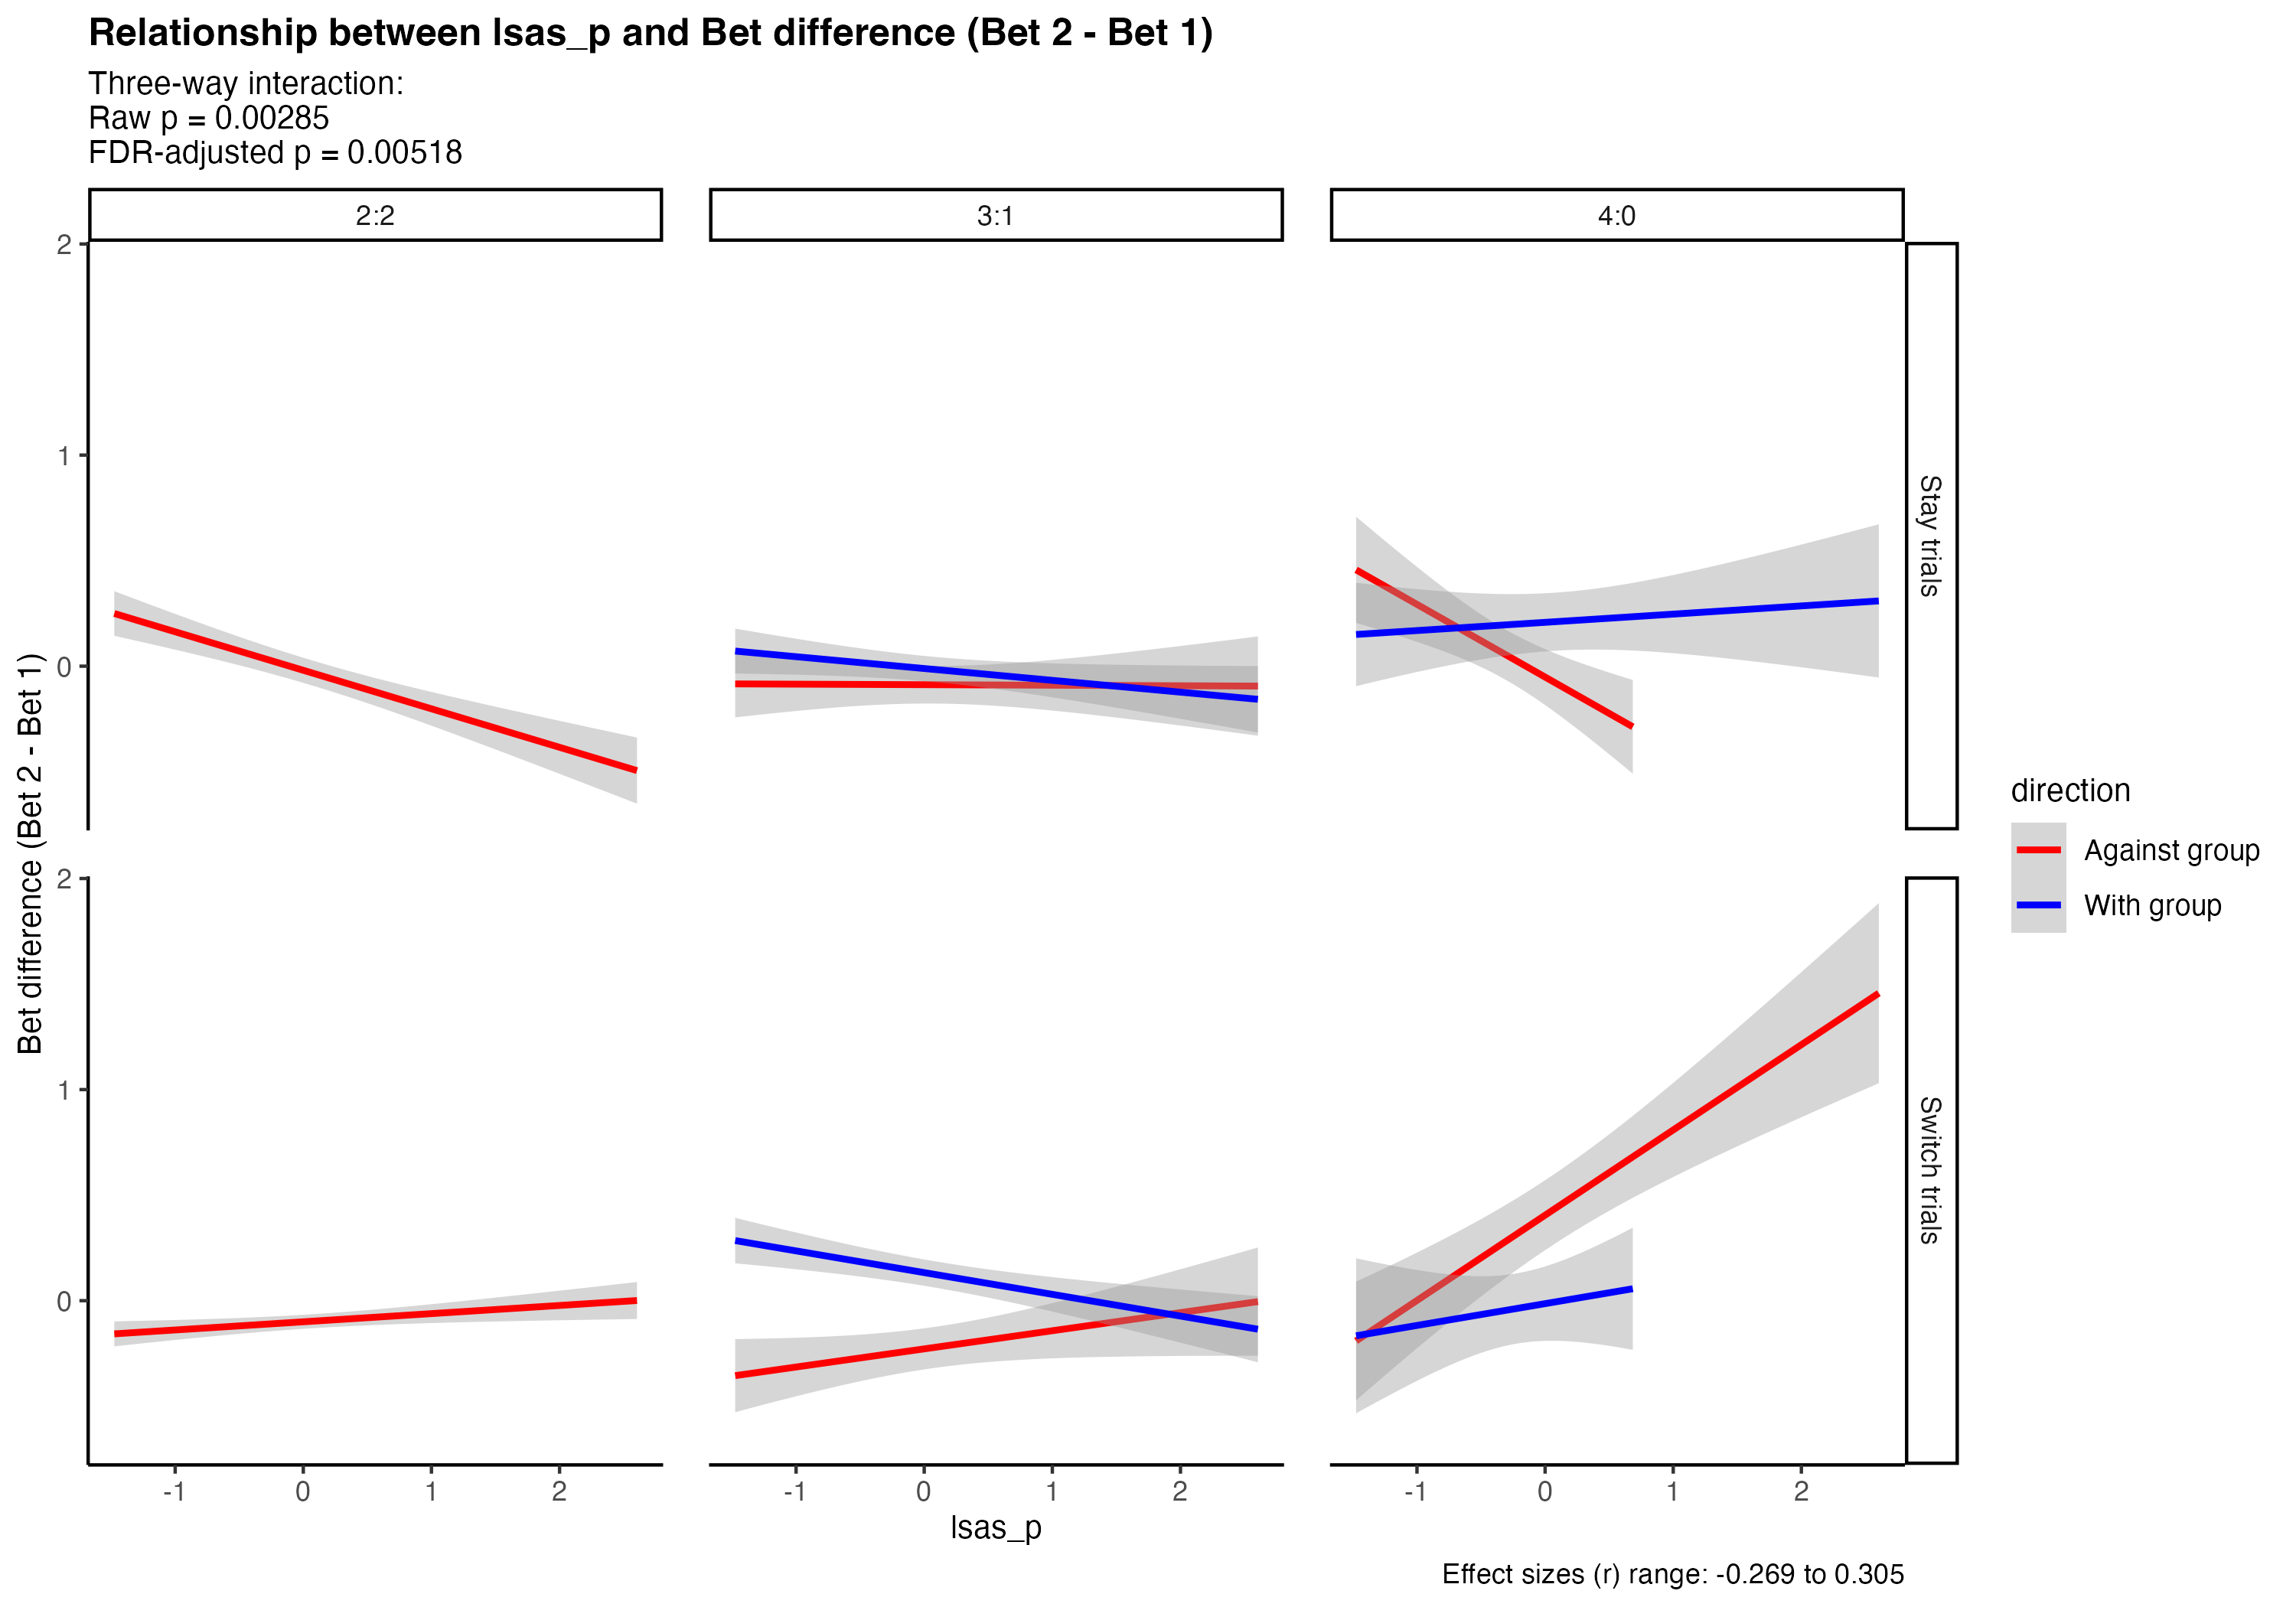 Relationship between lsas_p and Bet difference (Bet 2 - Bet 1)
Three-way interaction:
Raw p = 0.00285
FDR-adjusted p = 0.00518
2:2
3:1
4:0
2
1
0
Stay trials
Bet difference (Bet 2 - Bet 1)
direction
Against group
With group
2
1
0
Switch trials
-1 0 1 2
-1 0 1 2
-1 0 1 2
lsas_p
Effect sizes (r) range: -0.269 to 0.305